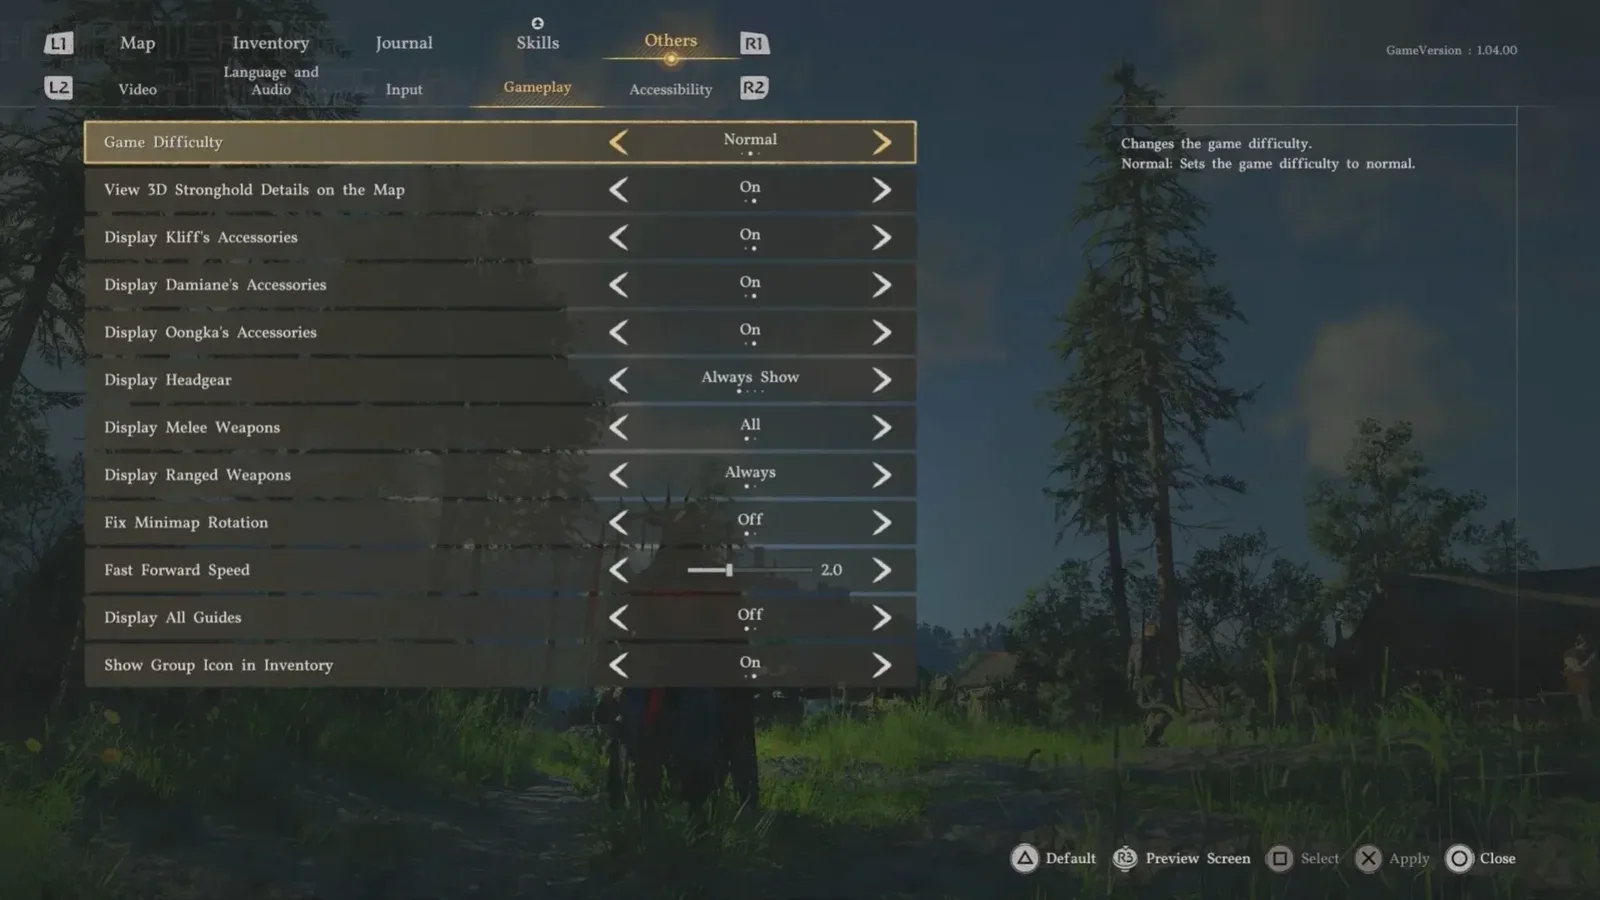 L1 Map Inventory Journal Skills Others R1
GameVersion : 1.04.00
L2 Video Language and Audio Input Gameplay Accessibility R2
Game Difficulty Normal
View 3D Stronghold Details on the Map On
Display Kliff's Accessories On
Display Damiane's Accessories On
Display Oongka's Accessories On
Display Headgear Always Show
Display Melee Weapons All
Display Ranged Weapons Always
Fix Minimap Rotation Off
Fast Forward Speed 2.0
Display All Guides Off
Show Group Icon in Inventory On
Changes the game difficulty.
Normal: Sets the game difficulty to normal.
Default R3 Preview Screen Select Apply Close